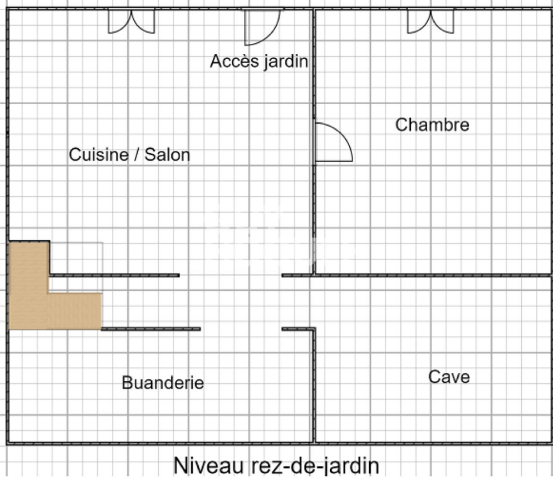 Accès jardin
Chambre
Cuisine / Salon
Buanderie
Cave
Niveau rez-de-jardin